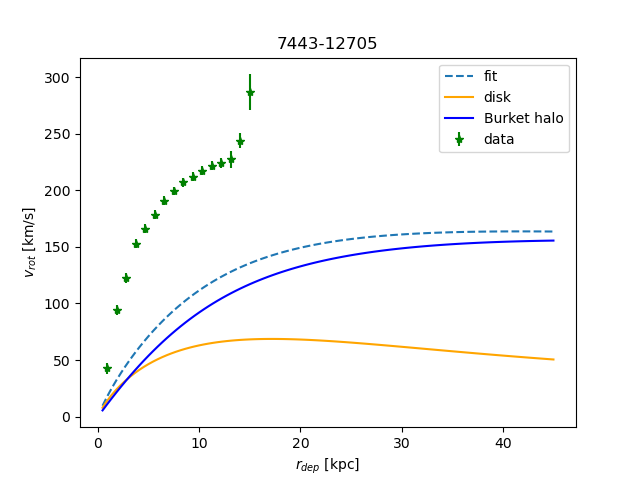 7443-12705
300
250
200
150
100
50
0
v_rot [km/s]
fit
disk
Burket halo
data
0 10 20 30 40
r_dep [kpc]